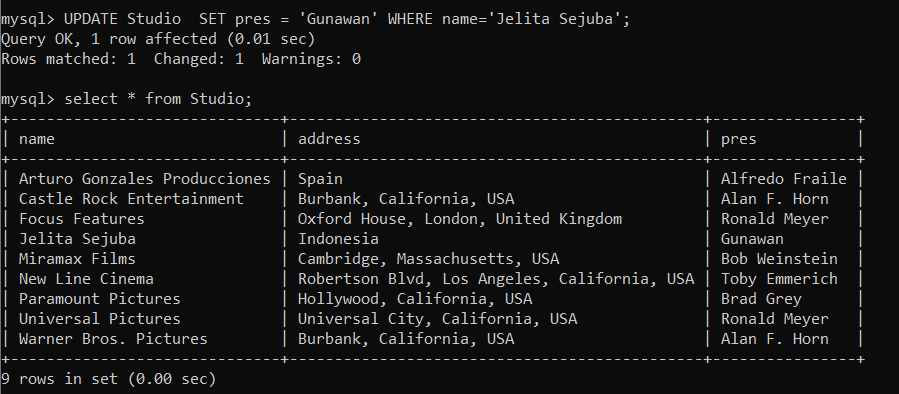 mysql> UPDATE Studio  SET pres = 'Gunawan' WHERE name='Jelita Sejuba';
Query OK, 1 row affected (0.01 sec)
Rows matched: 1  Changed: 1  Warnings: 0

mysql> select * from Studio;
+------------------------------+----------------------------------------------+----------------+
| name                         | address                                      | pres           |
+------------------------------+----------------------------------------------+----------------+
| Arturo Gonzales Producciones | Spain                                        | Alfredo Fraile |
| Castle Rock Entertainment    | Burbank, California, USA                     | Alan F. Horn   |
| Focus Features               | Oxford House, London, United Kingdom         | Ronald Meyer   |
| Jelita Sejuba                | Indonesia                                    | Gunawan        |
| Miramax Films                | Cambridge, Massachusetts, USA                | Bob Weinstein  |
| New Line Cinema              | Robertson Blvd, Los Angeles, California, USA | Toby Emmerich  |
| Paramount Pictures           | Hollywood, California, USA                   | Brad Grey      |
| Universal Pictures           | Universal City, California, USA              | Ronald Meyer   |
| Warner Bros. Pictures        | Burbank, California, USA                     | Alan F. Horn   |
+------------------------------+----------------------------------------------+----------------+
9 rows in set (0.00 sec)